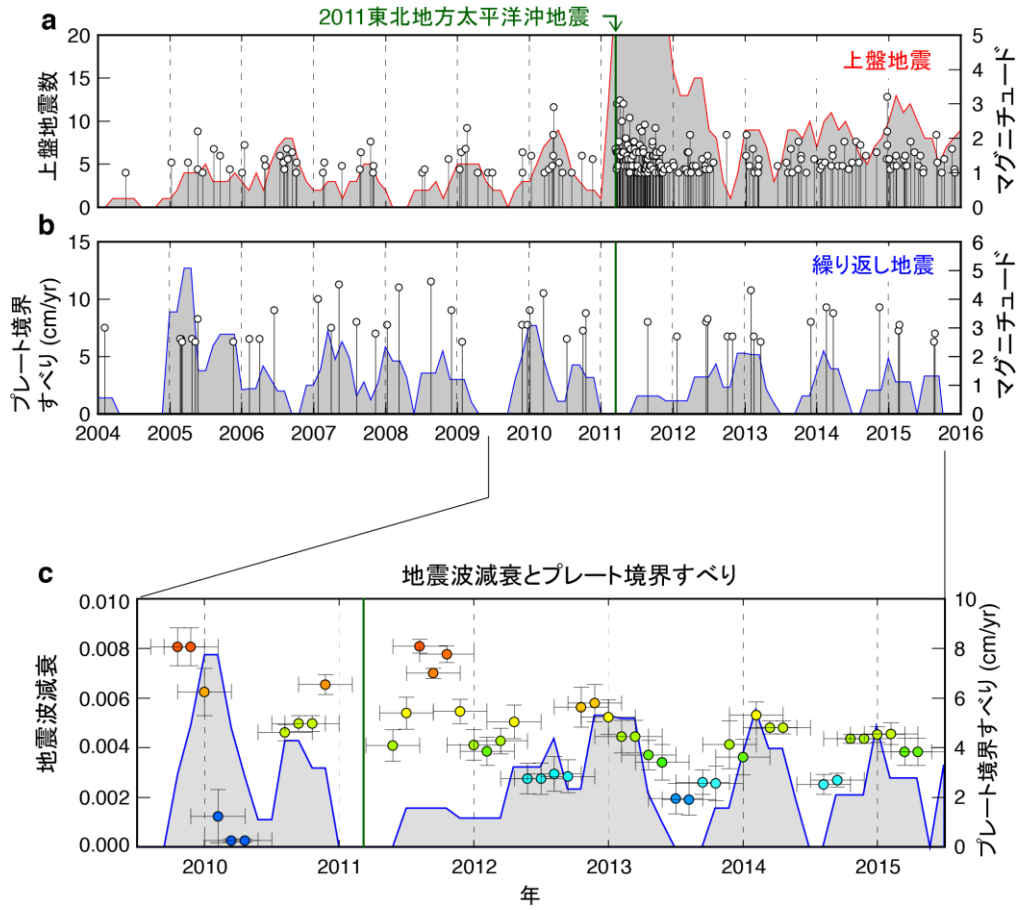 a
2011東北地方太平洋沖地震
20
15
10
5
0
上盤地震数
上盤地震
5
4
3
2
1
0
マグニチュード
b
15
10
5
0
プレート境界
すべり (cm/yr)
繰り返し地震
6
5
4
3
2
1
0
マグニチュード
2004 2005 2006 2007 2008 2009 2010 2011 2012 2013 2014 2015 2016
c
地震波減衰とプレート境界すべり
0.010
0.008
0.006
0.004
0.002
0.000
地震波減衰
10
8
6
4
2
0
プレート境界すべり (cm/yr)
2010 2011 2012 2013 2014 2015
年